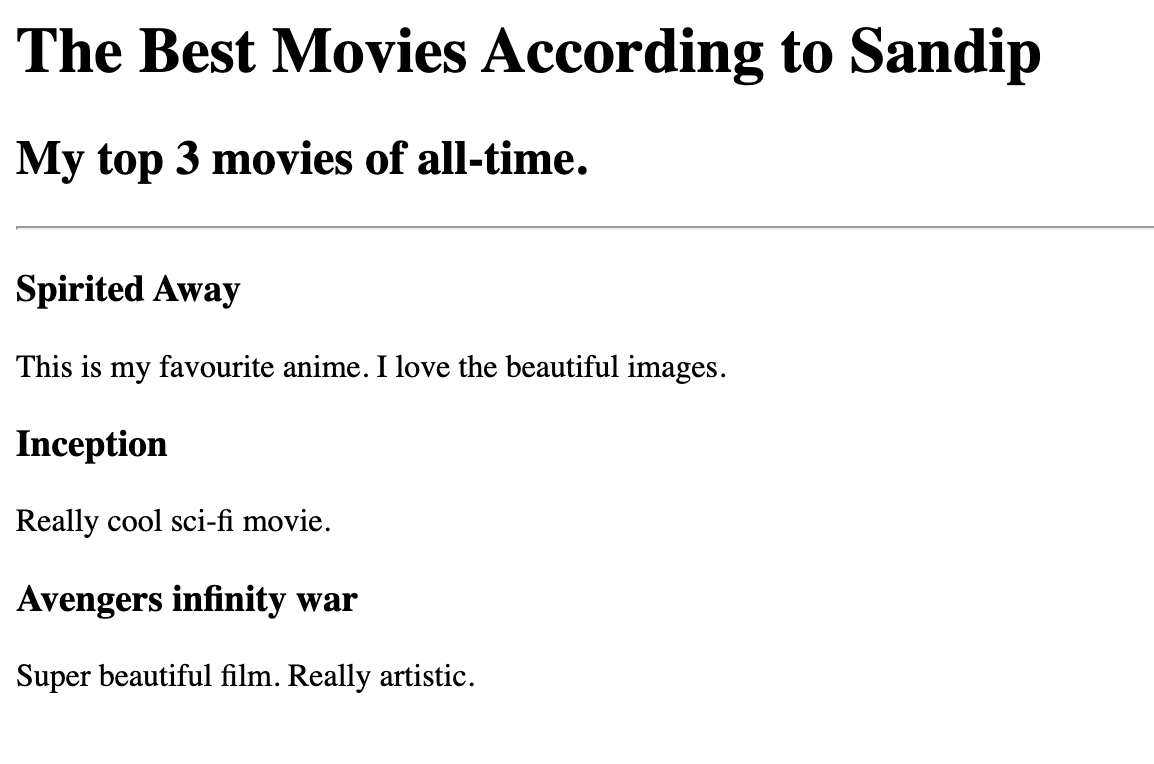 The Best Movies According to Sandip
My top 3 movies of all-time.
Spirited Away
This is my favourite anime. I love the beautiful images.
Inception
Really cool sci-fi movie.
Avengers infinity war
Super beautiful film. Really artistic.